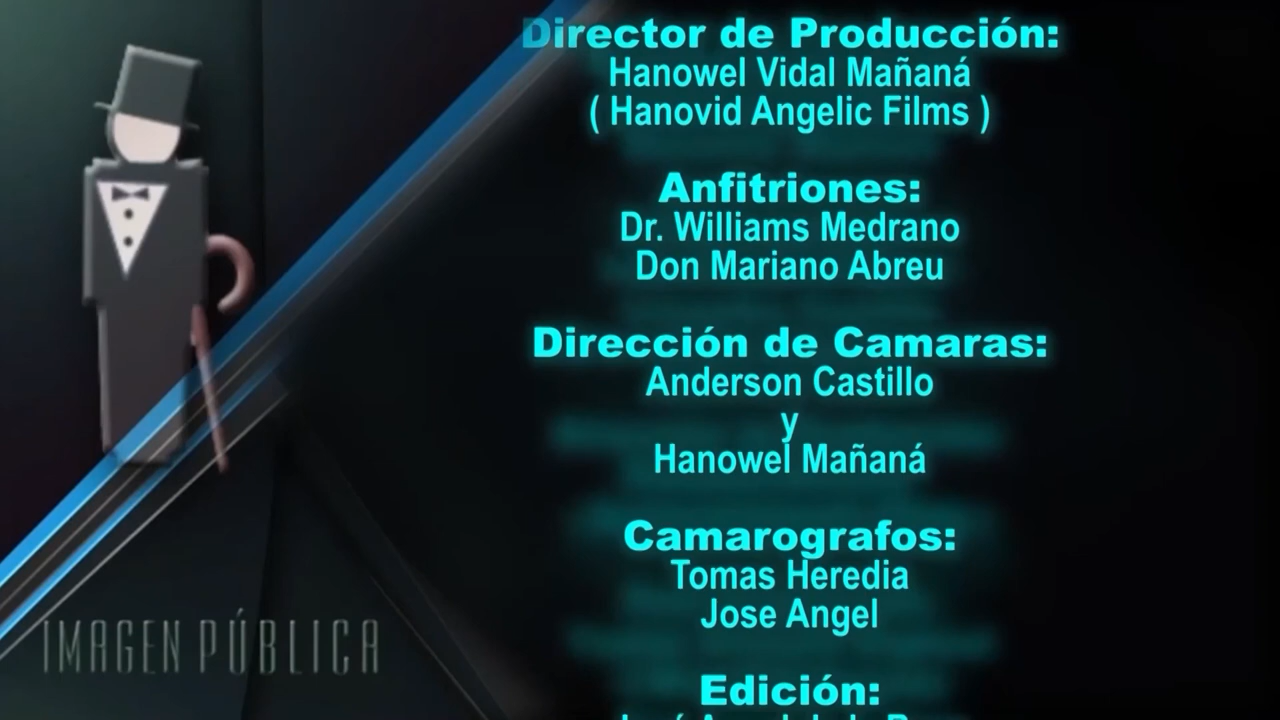 Director de Producción:
Hanowel Vidal Mañaná
( Hanovid Angelic Films )
Anfitriones:
Dr. Williams Medrano
Don Mariano Abreu
Dirección de Camaras:
Anderson Castillo
y
Hanowel Mañaná
Camarografos:
Tomas Heredia
Jose Angel
Edición:
IMAGEN PÚBLICA